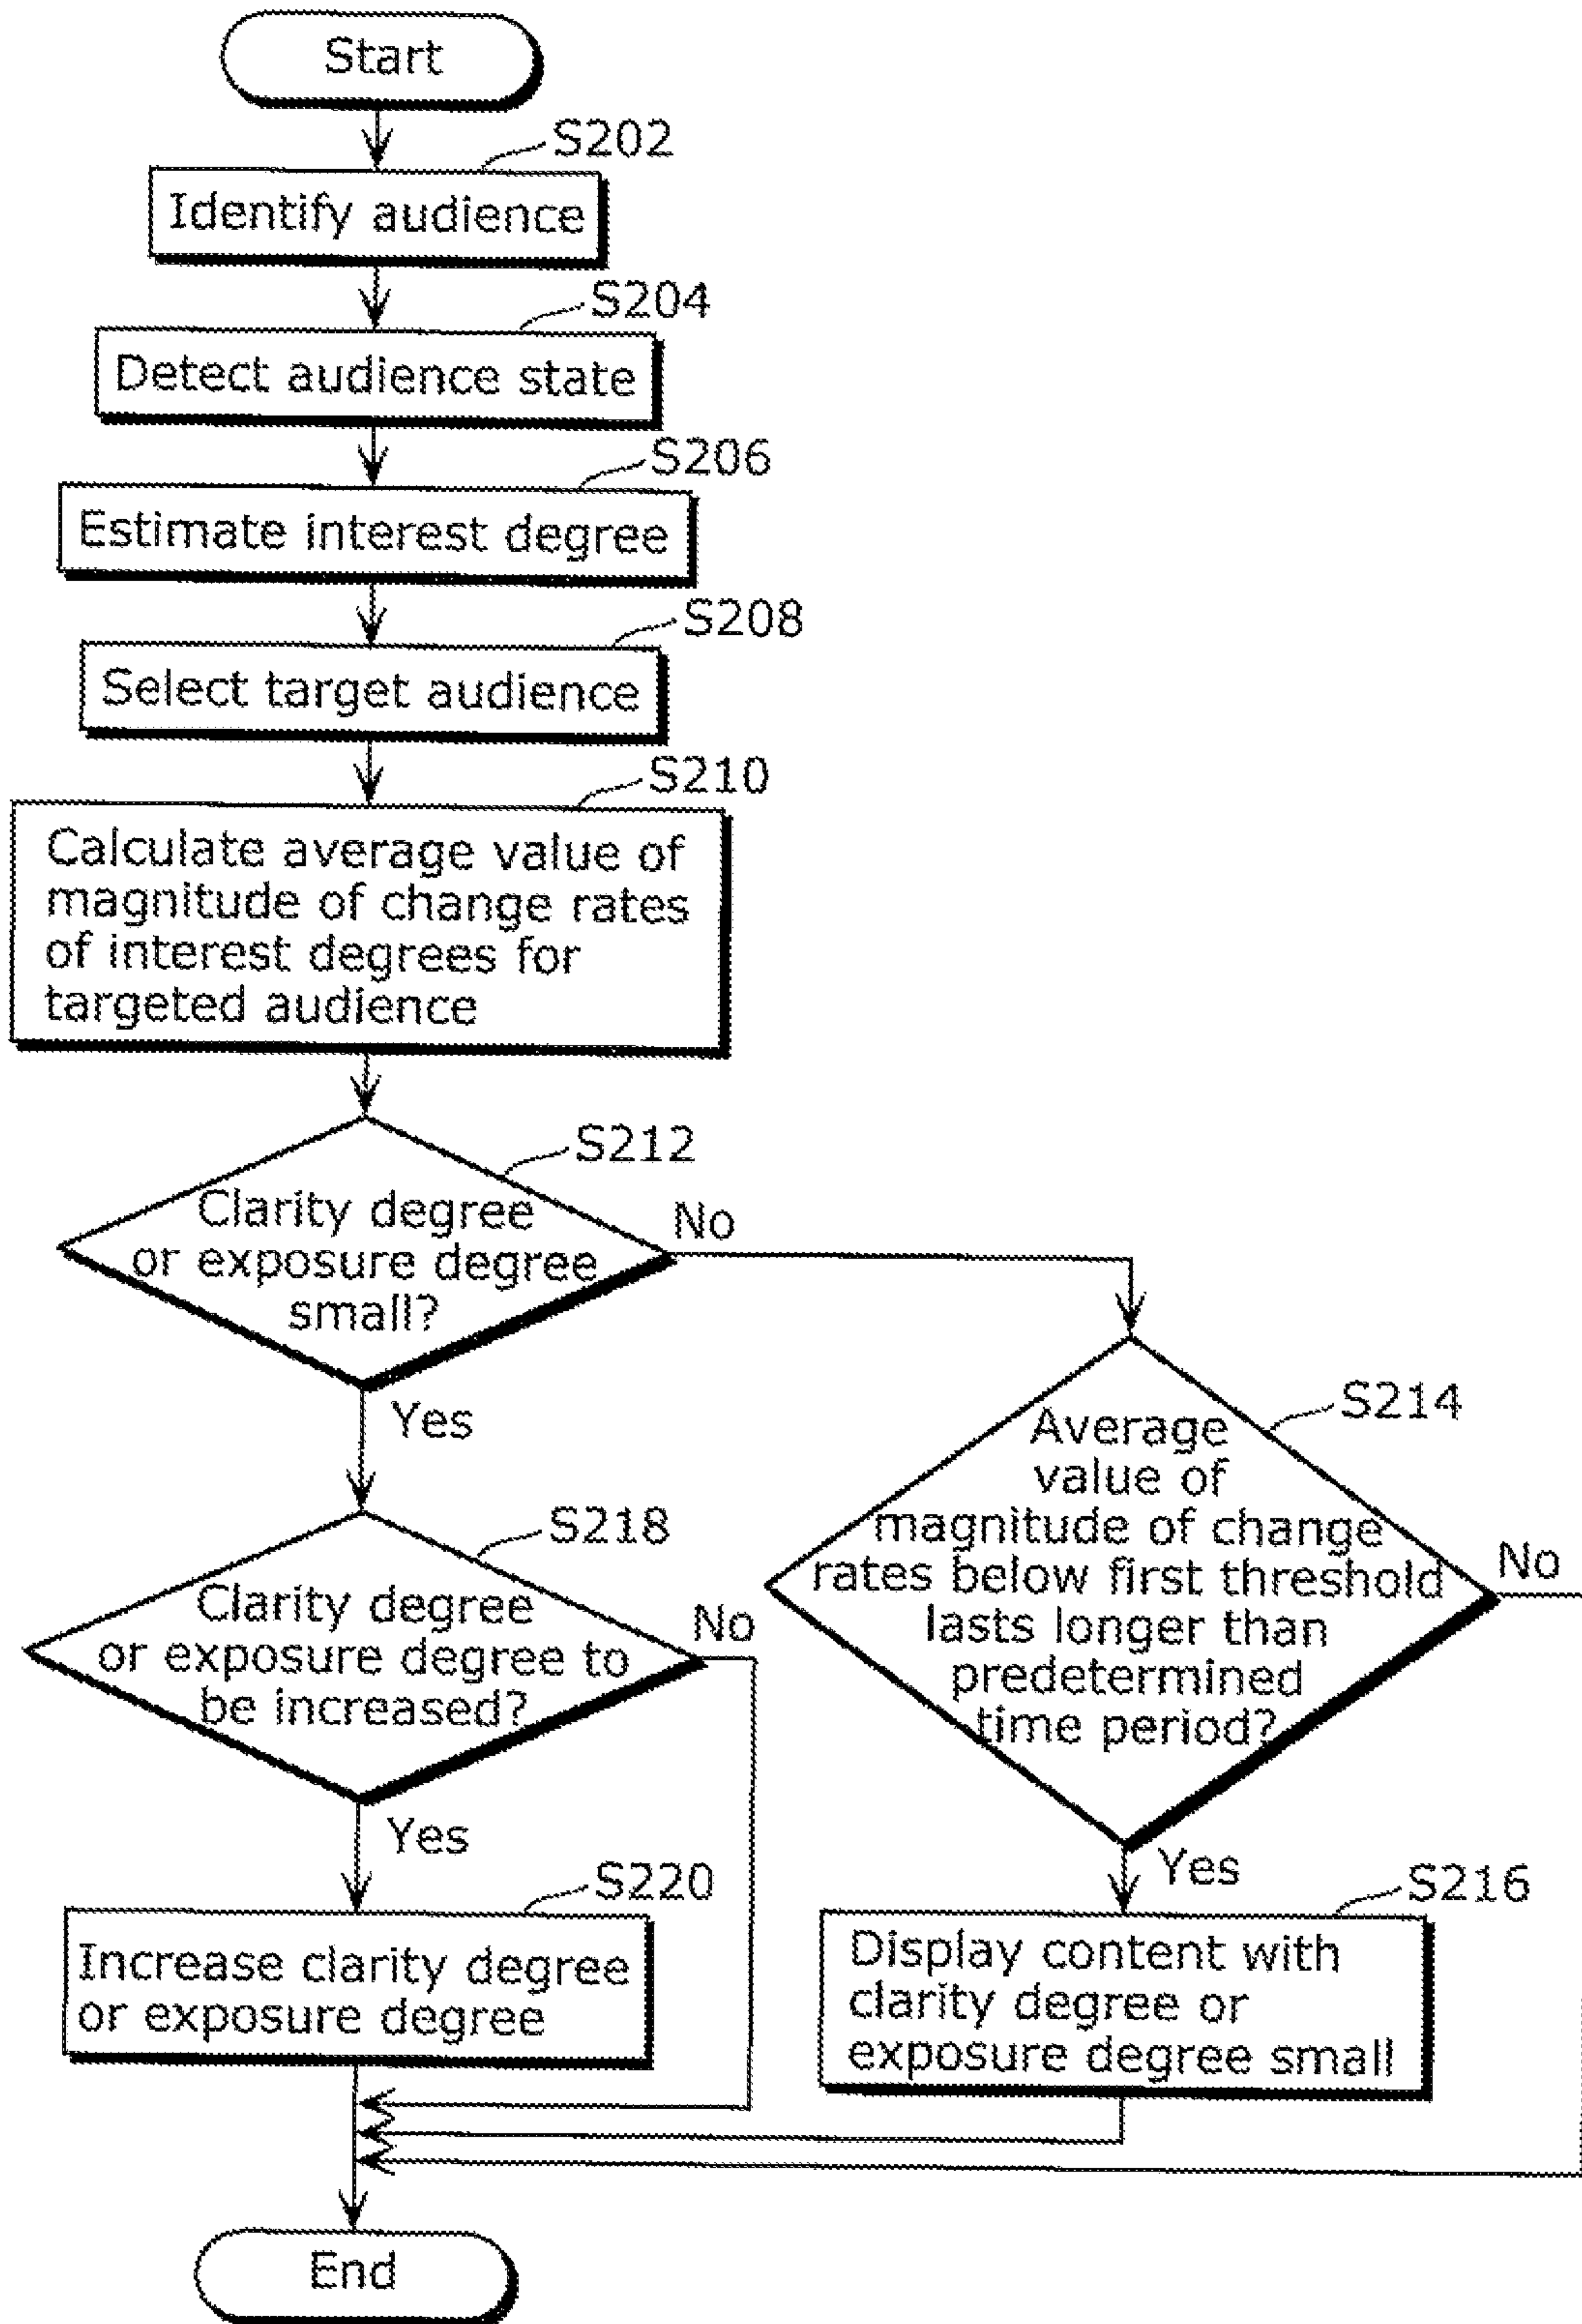 Start
S202
Identify audience
S204
Detect audience state
S206
Estimate interest degree
S208
Select target audience
S210
Calculate average value of
magnitude of change rates
of interest degrees for
targeted audience
S212
Clarity degree
or exposure degree
small?
No
Yes
S214
Average
value of
magnitude of change
rates below first threshold
lasts longer than
predetermined
time period?
No
Yes
S218
Clarity degree
or exposure degree to
be increased?
No
Yes
S220
Increase clarity degree
or exposure degree
S216
Display content with
clarity degree or
exposure degree small
End